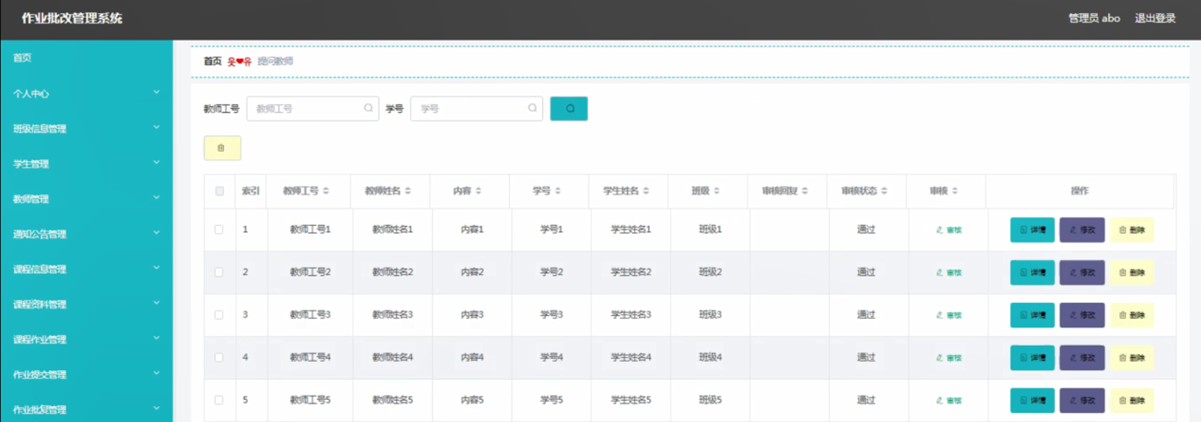 作业批改管理系统
管理员 abo 退出登录
首页
个人中心
班级信息管理
学生管理
教师管理
通知公告管理
课程信息管理
课程资料管理
课程作业管理
作业提交管理
作业批复管理
首页 提问教师
教师工号 教师工号 学号 学号
索引 教师工号 教师姓名 内容 学号 学生姓名 班级 审核回复 审核状态 审核 操作
1 教师工号1 教师姓名1 内容1 学号1 学生姓名1 班级1 通过 审核 详情 修改 删除
2 教师工号2 教师姓名2 内容2 学号2 学生姓名2 班级2 通过 审核 详情 修改 删除
3 教师工号3 教师姓名3 内容3 学号3 学生姓名3 班级3 通过 审核 详情 修改 删除
4 教师工号4 教师姓名4 内容4 学号4 学生姓名4 班级4 通过 审核 详情 修改 删除
5 教师工号5 教师姓名5 内容5 学号5 学生姓名5 班级5 通过 审核 详情 修改 删除